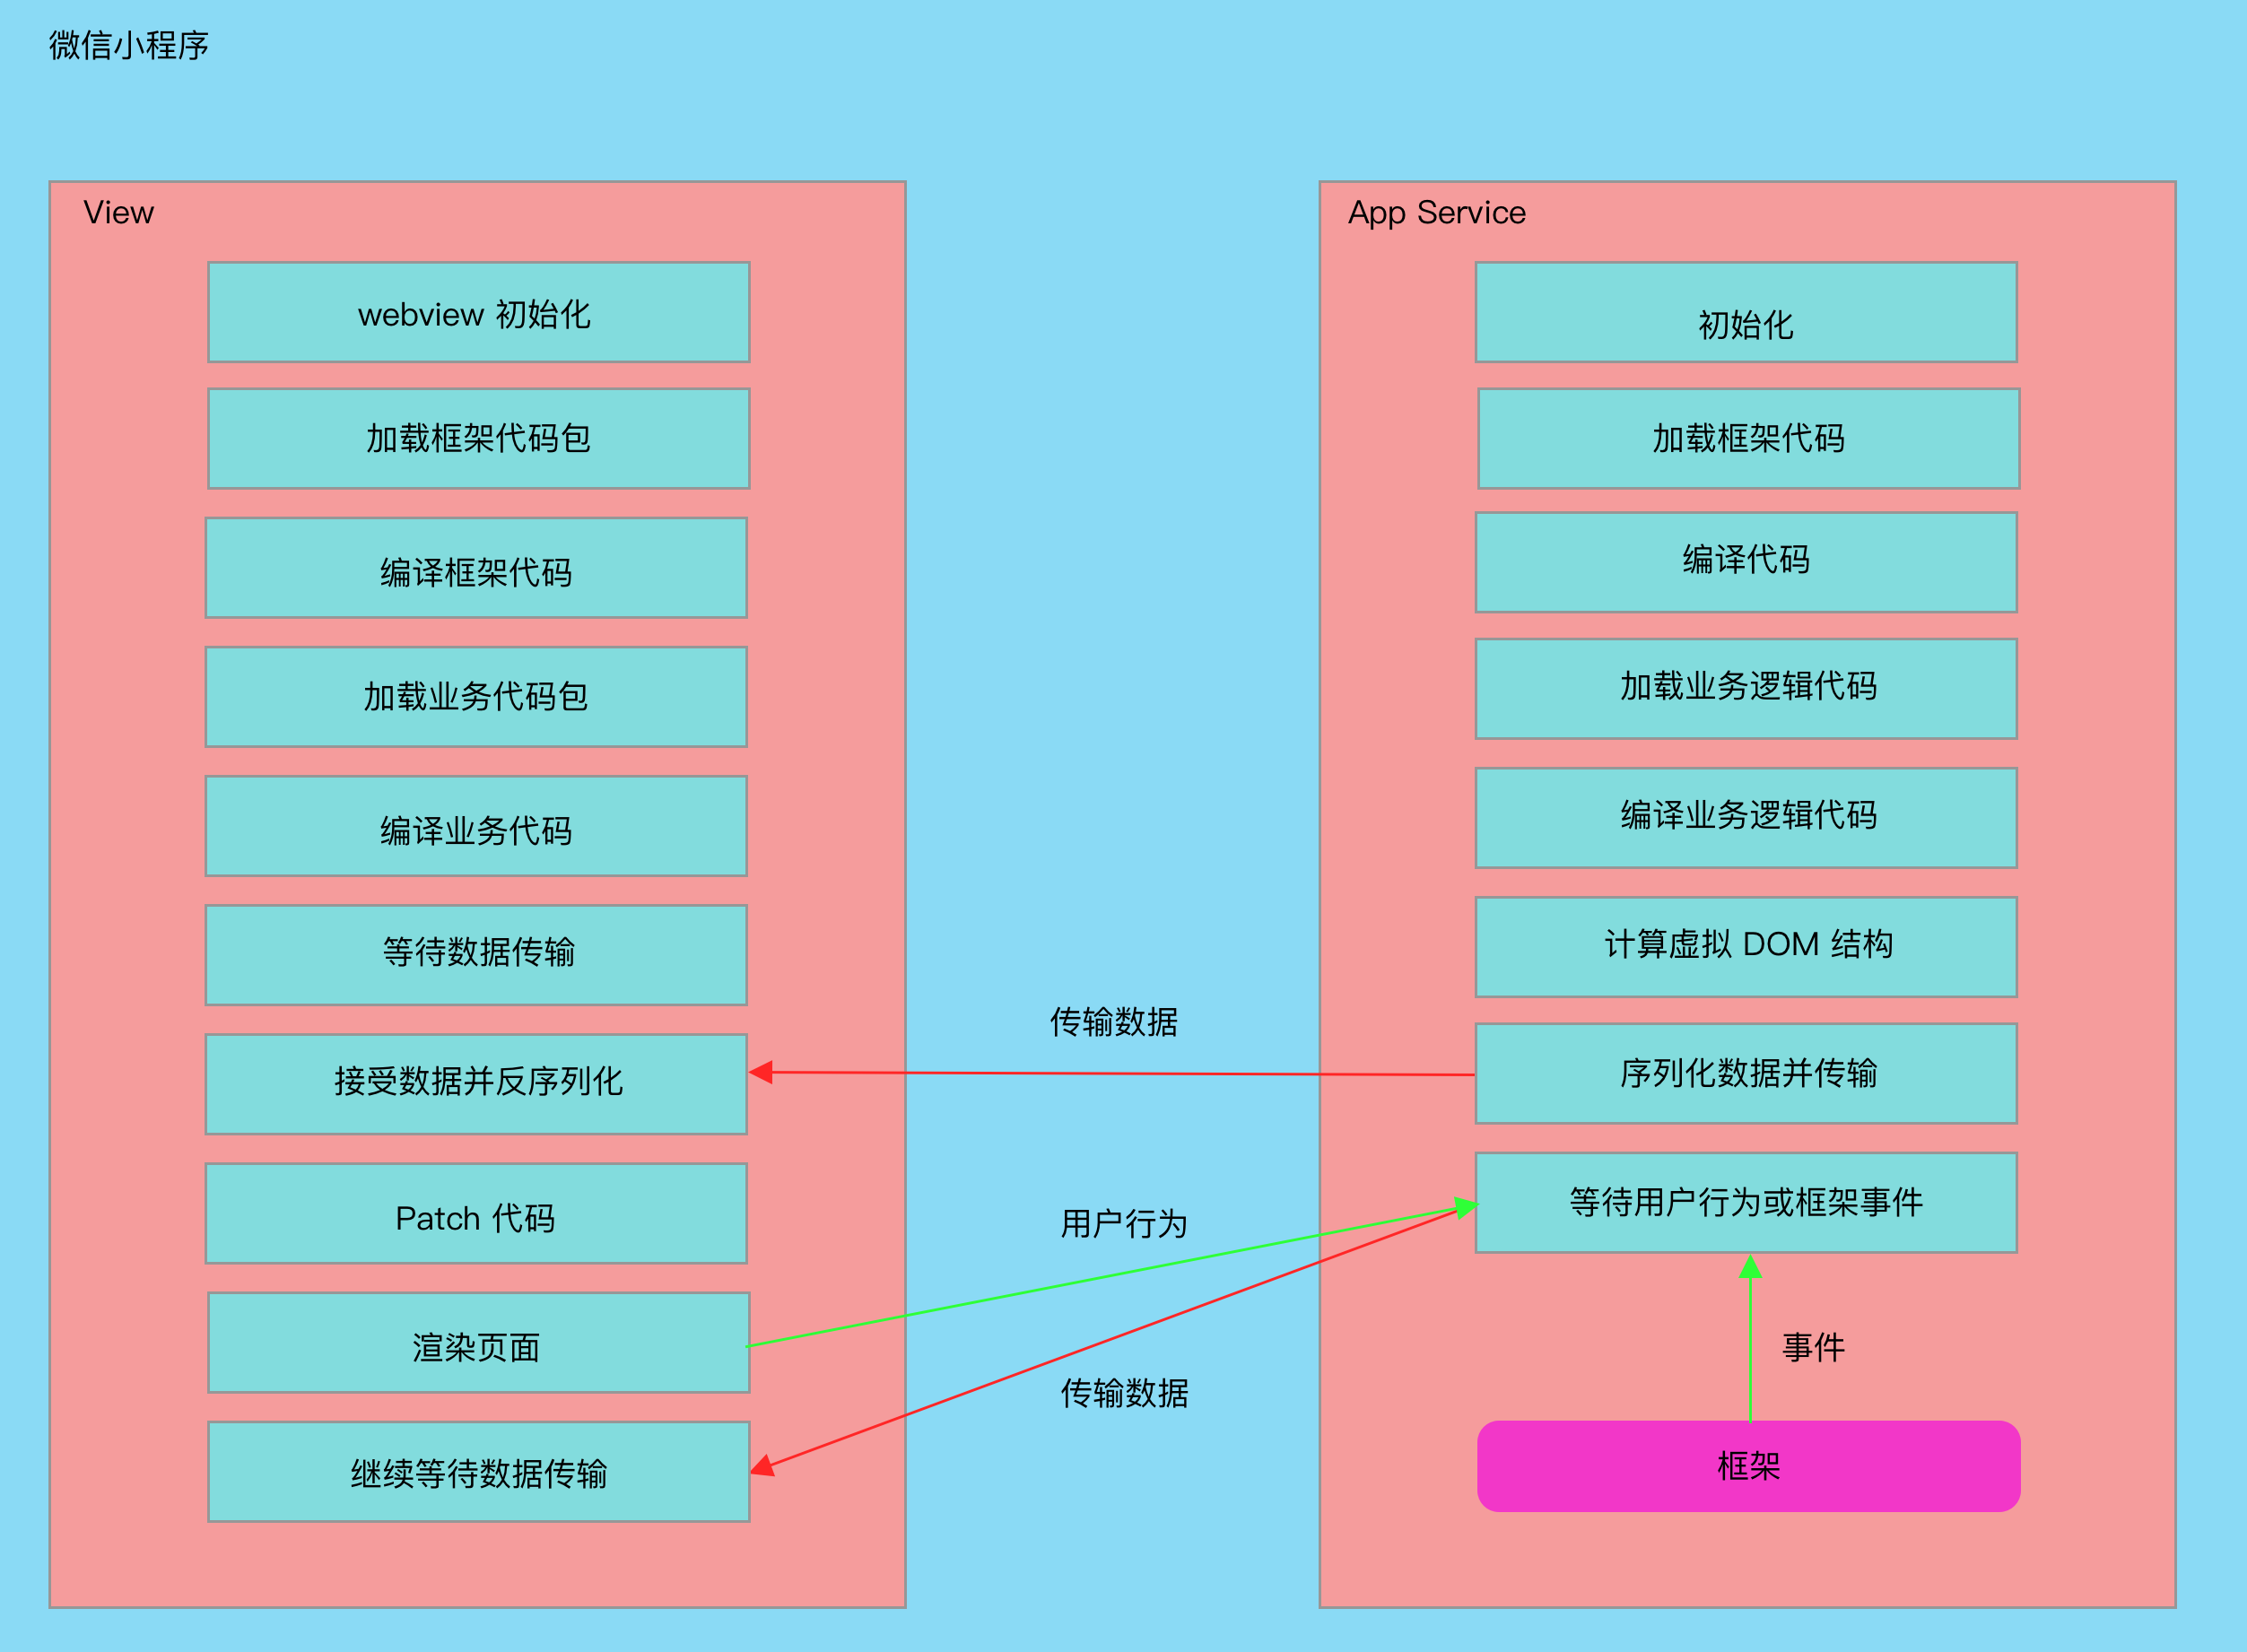 微信小程序
View
webview 初始化
加载框架代码包
编译框架代码
加载业务代码包
编译业务代码
等待数据传输
接受数据并反序列化
Patch 代码
渲染页面
继续等待数据传输
传输数据
用户行为
传输数据
App Service
初始化
加载框架代码
编译代码
加载业务逻辑代码
编译业务逻辑代码
计算虚拟 DOM 结构
序列化数据并传输
等待用户行为或框架事件
事件
框架